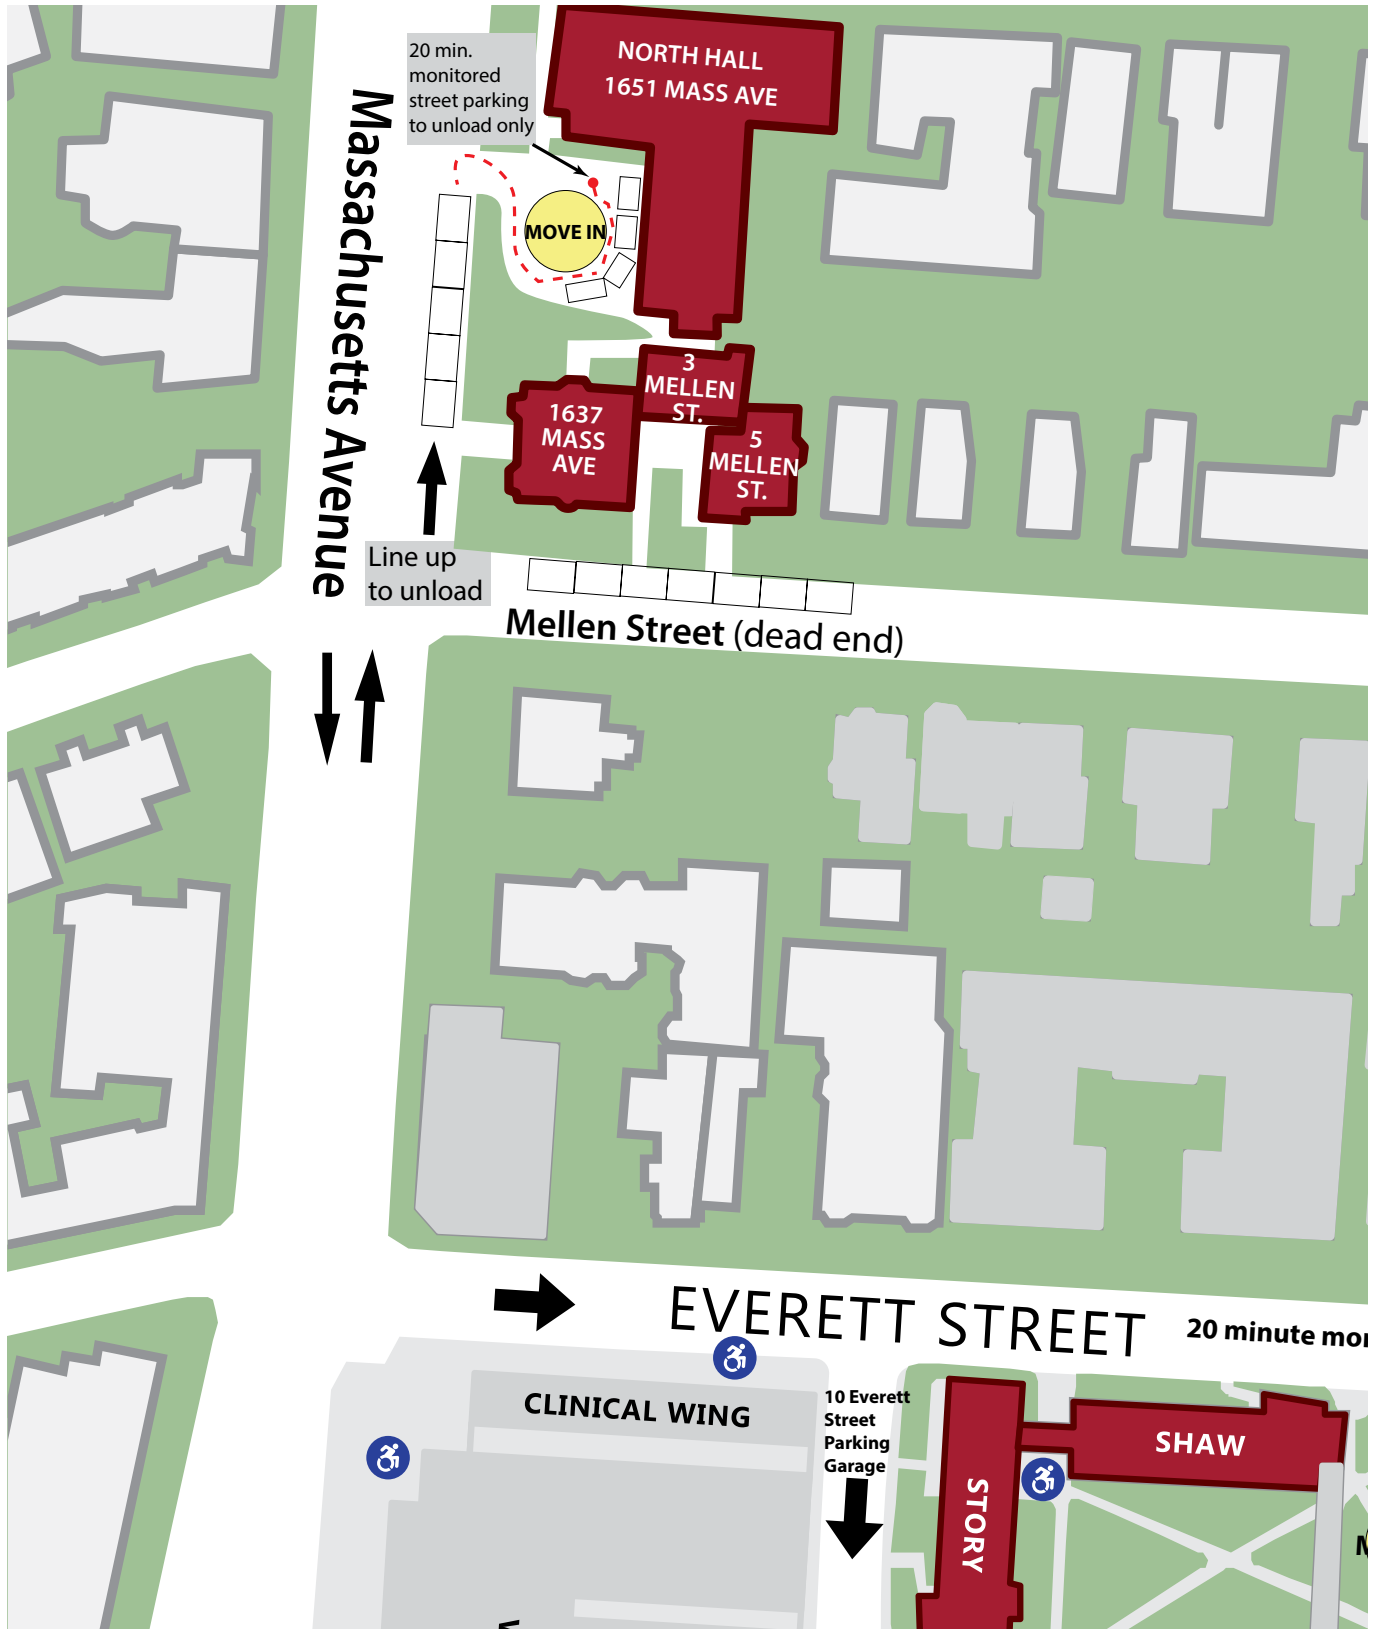 20 min.
monitored
street parking
to unload only
NORTH HALL
1651 MASS AVE
Massachusetts Avenue
MOVE IN
3
MELLEN
ST.
1637
MASS
AVE
5
MELLEN
ST.
Line up
to unload
Mellen Street (dead end)
EVERETT STREET
20 minute
CLINICAL WING
10 Everett
Street
Parking
Garage
SHAW
STORY